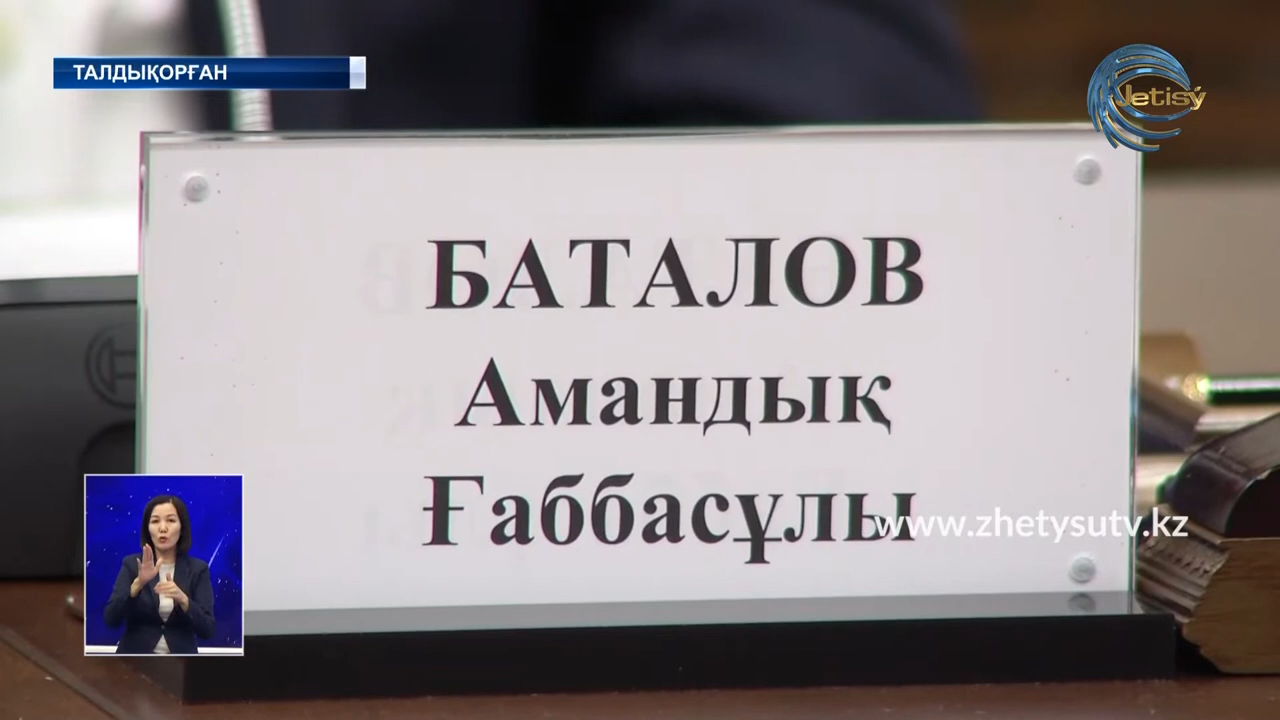 ТАЛДЫҚОРҒАН
Jetisý
БАТАЛОВ
Амандық
Ғаббасұлы
www.zhetysutv.kz